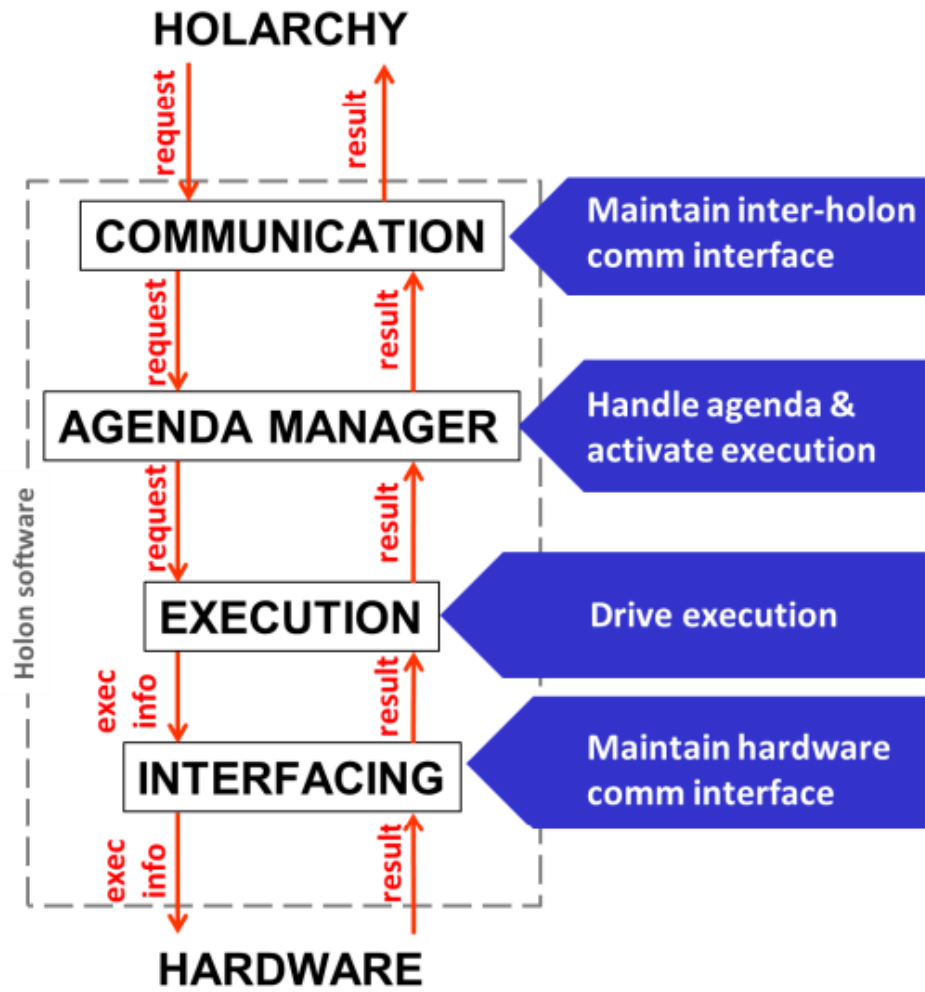 HOLARCHY
request
result
COMMUNICATION
Maintain inter-holon
comm interface
request
result
AGENDA MANAGER
Handle agenda &
activate execution
request
result
Holon software
EXECUTION
Drive execution
exec
info
result
INTERFACING
Maintain hardware
comm interface
exec
info
result
HARDWARE